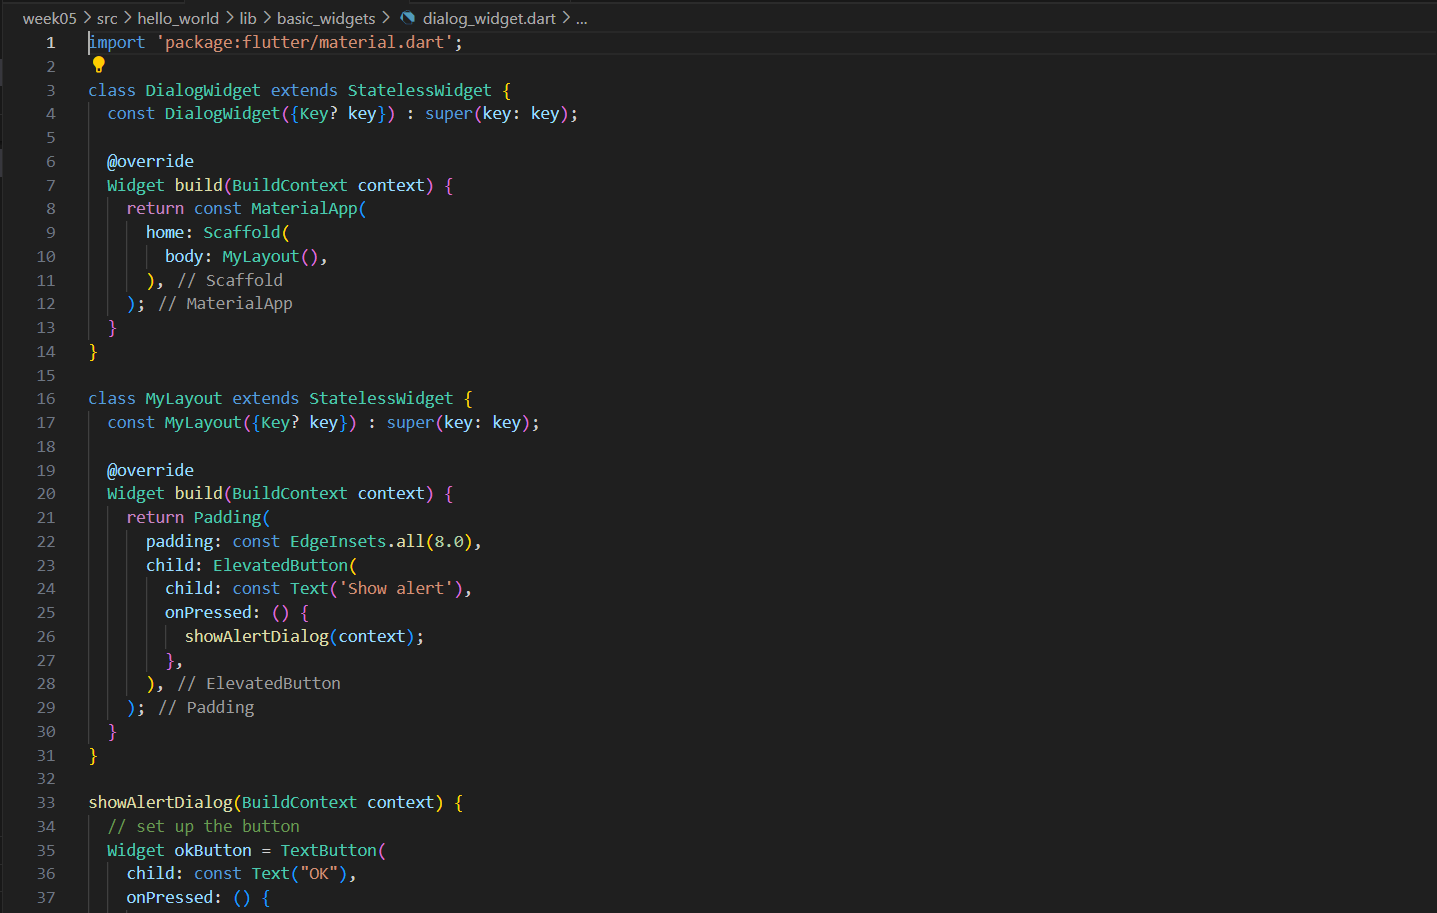 week05 > src > hello_world > lib > basic_widgets > dialog_widget.dart > ...
1 import 'package:flutter/material.dart';
2
3 class DialogWidget extends StatelessWidget {
4 const DialogWidget({Key? key}) : super(key: key);
5
6 @override
7 Widget build(BuildContext context) {
8 return const MaterialApp(
9 home: Scaffold(
10 body: MyLayout(),
11 ), // Scaffold
12 ); // MaterialApp
13 }
14 }
15
16 class MyLayout extends StatelessWidget {
17 const MyLayout({Key? key}) : super(key: key);
18
19 @override
20 Widget build(BuildContext context) {
21 return Padding(
22 padding: const EdgeInsets.all(8.0),
23 child: ElevatedButton(
24 child: const Text('Show alert'),
25 onPressed: () {
26 showAlertDialog(context);
27 },
28 ), // ElevatedButton
29 ); // Padding
30 }
31 }
32
33 showAlertDialog(BuildContext context) {
34 // set up the button
35 Widget okButton = TextButton(
36 child: const Text("OK"),
37 onPressed: () {